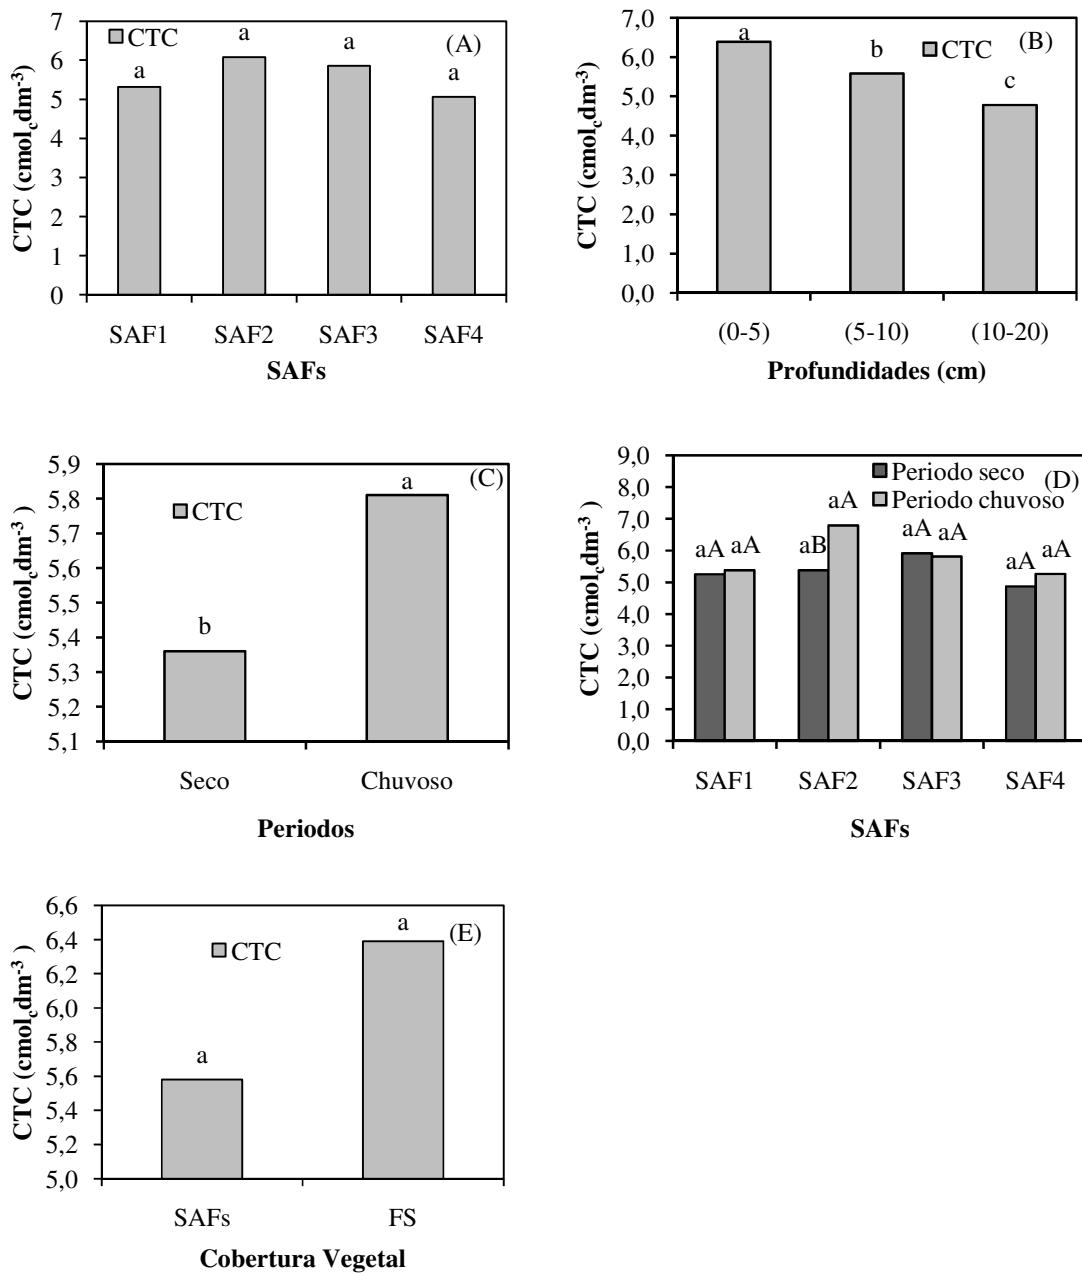 CTC
(A)
CTC (cmolcdm-3)
7
6
5
4
3
2
1
0
a
a
a
a
SAF1 SAF2 SAF3 SAF4
SAFs
CTC
(B)
CTC (cmolcdm-3)
7,0
6,0
5,0
4,0
3,0
2,0
1,0
0,0
a
b
c
(0-5) (5-10) (10-20)
Profundidades (cm)
CTC
(C)
CTC (cmolcdm-3)
5,9
5,8
5,7
5,6
5,5
5,4
5,3
5,2
5,1
b
a
Seco Chuvoso
Periodos
Periodo seco
Periodo chuvoso
(D)
CTC (cmolcdm-3 )
9,0
8,0
7,0
6,0
5,0
4,0
3,0
2,0
1,0
0,0
aA aA aB aA aA aA aA aA
SAF1 SAF2 SAF3 SAF4
SAFs
CTC
(E)
CTC (cmolcdm-3 )
6,6
6,4
6,2
6,0
5,8
5,6
5,4
5,2
5,0
a
a
SAFs FS
Cobertura Vegetal